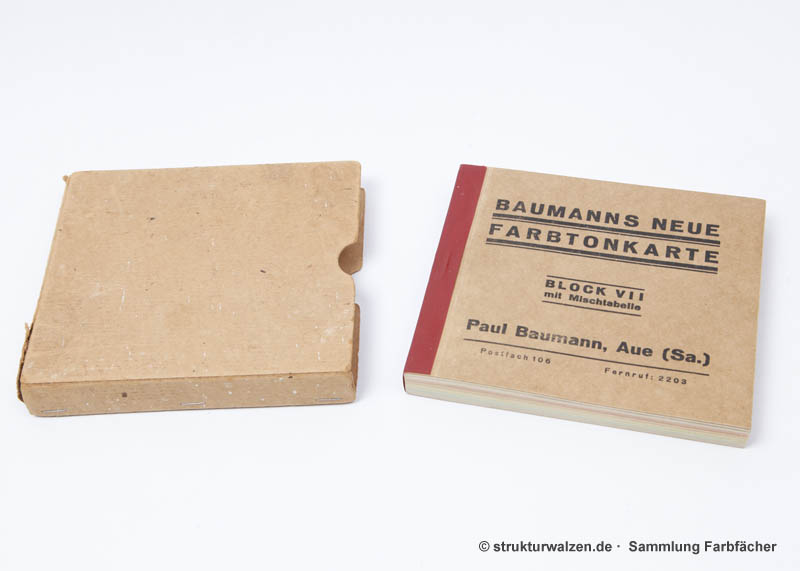 BAUMANNS NEUE
FARBTONKARTE
BLOCK VII
mit Mischtabelle
Paul Baumann, Aue (Sa.)
Postfach 106
Fernruf: 2203
© strukturwalzen.de · Sammlung Farbfächer